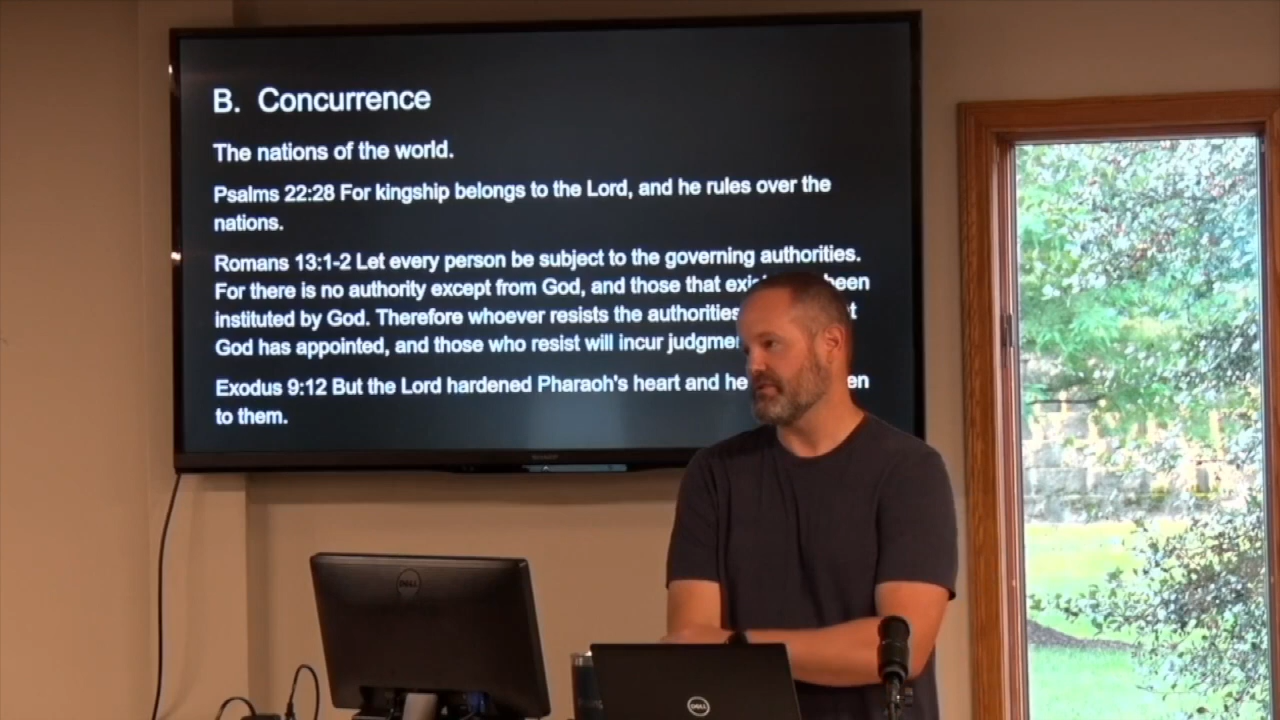 B. Concurrence
The nations of the world.
Psalms 22:28 For kingship belongs to the Lord, and he rules over the
nations.
Romans 13:1-2 Let every person be subject to the governing authorities.
For there is no authority except from God, and those that been
instituted by God. Therefore whoever resists the authorities
God has appointed, and those who resist will incur
Exodus 9:12 But the Lord hardened Pharaoh's heart and he
to them.
DELL
DELL